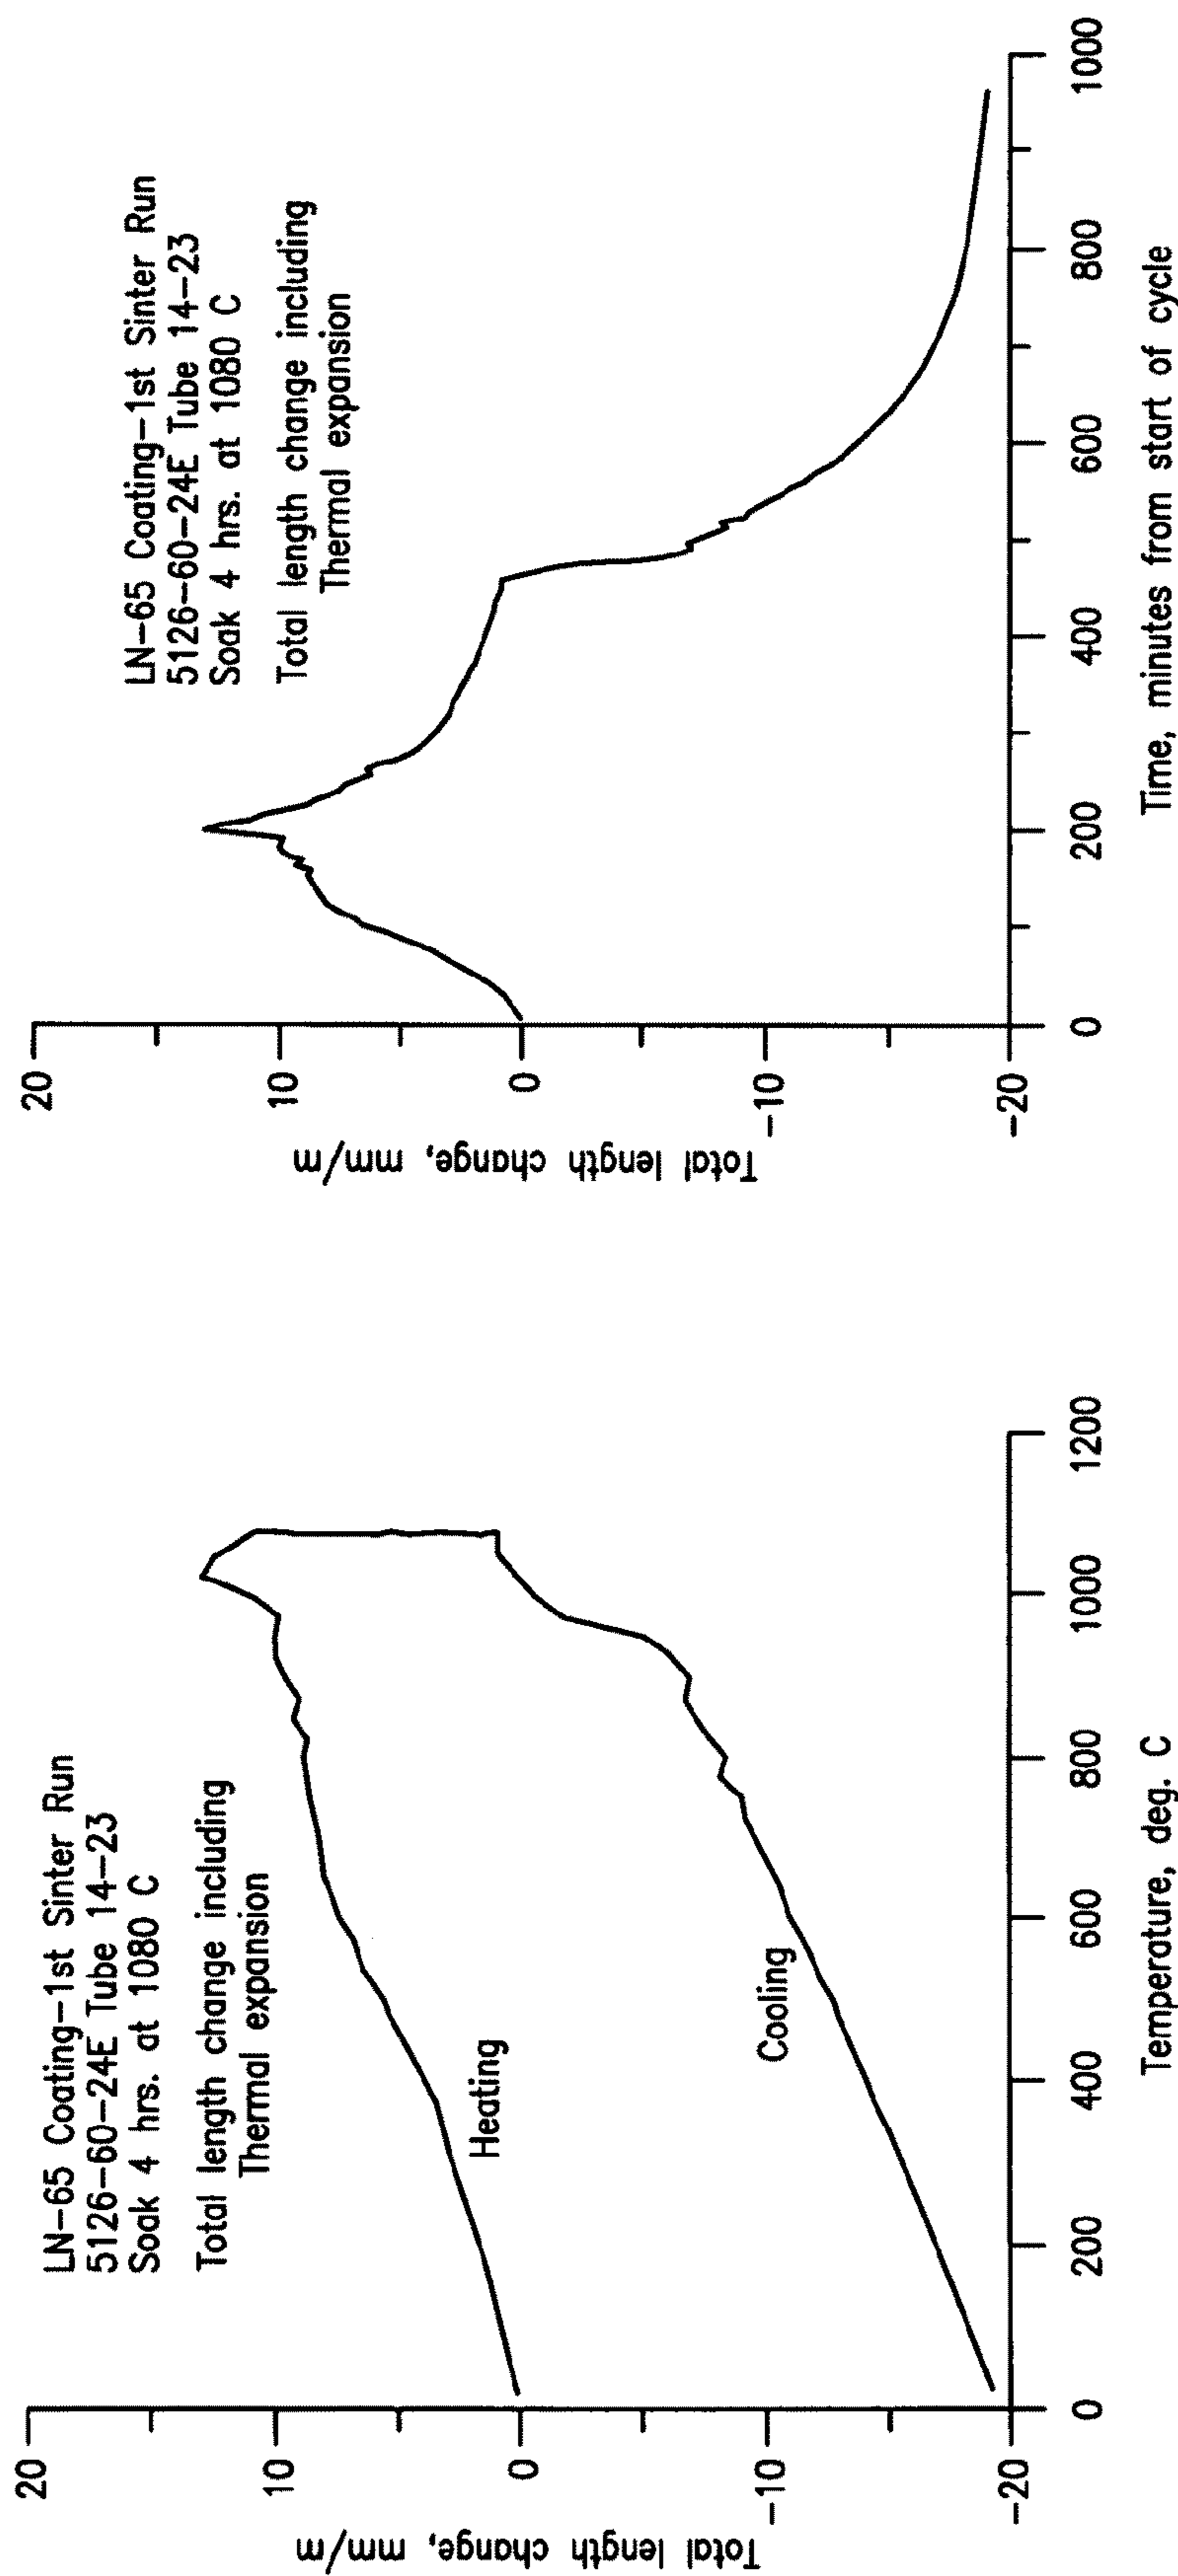 LN-65 Coating-1st Sinter Run
5126-60-24E Tube 14-23
Soak 4 hrs. at 1080 C
Total length change including
Thermal expansion
20
10
0
-10
-20
Total length change, mm/m
Heating
Cooling
0
200
400
600
800
1000
1200
Temperature, deg. C
LN-65 Coating-1st Sinter Run
5126-60-24E Tube 14-23
Soak 4 hrs. at 1080 C
Total length change including
Thermal expansion
20
10
0
-10
-20
Total length change, mm/m
0
200
400
600
800
1000
Time, minutes from start of cycle